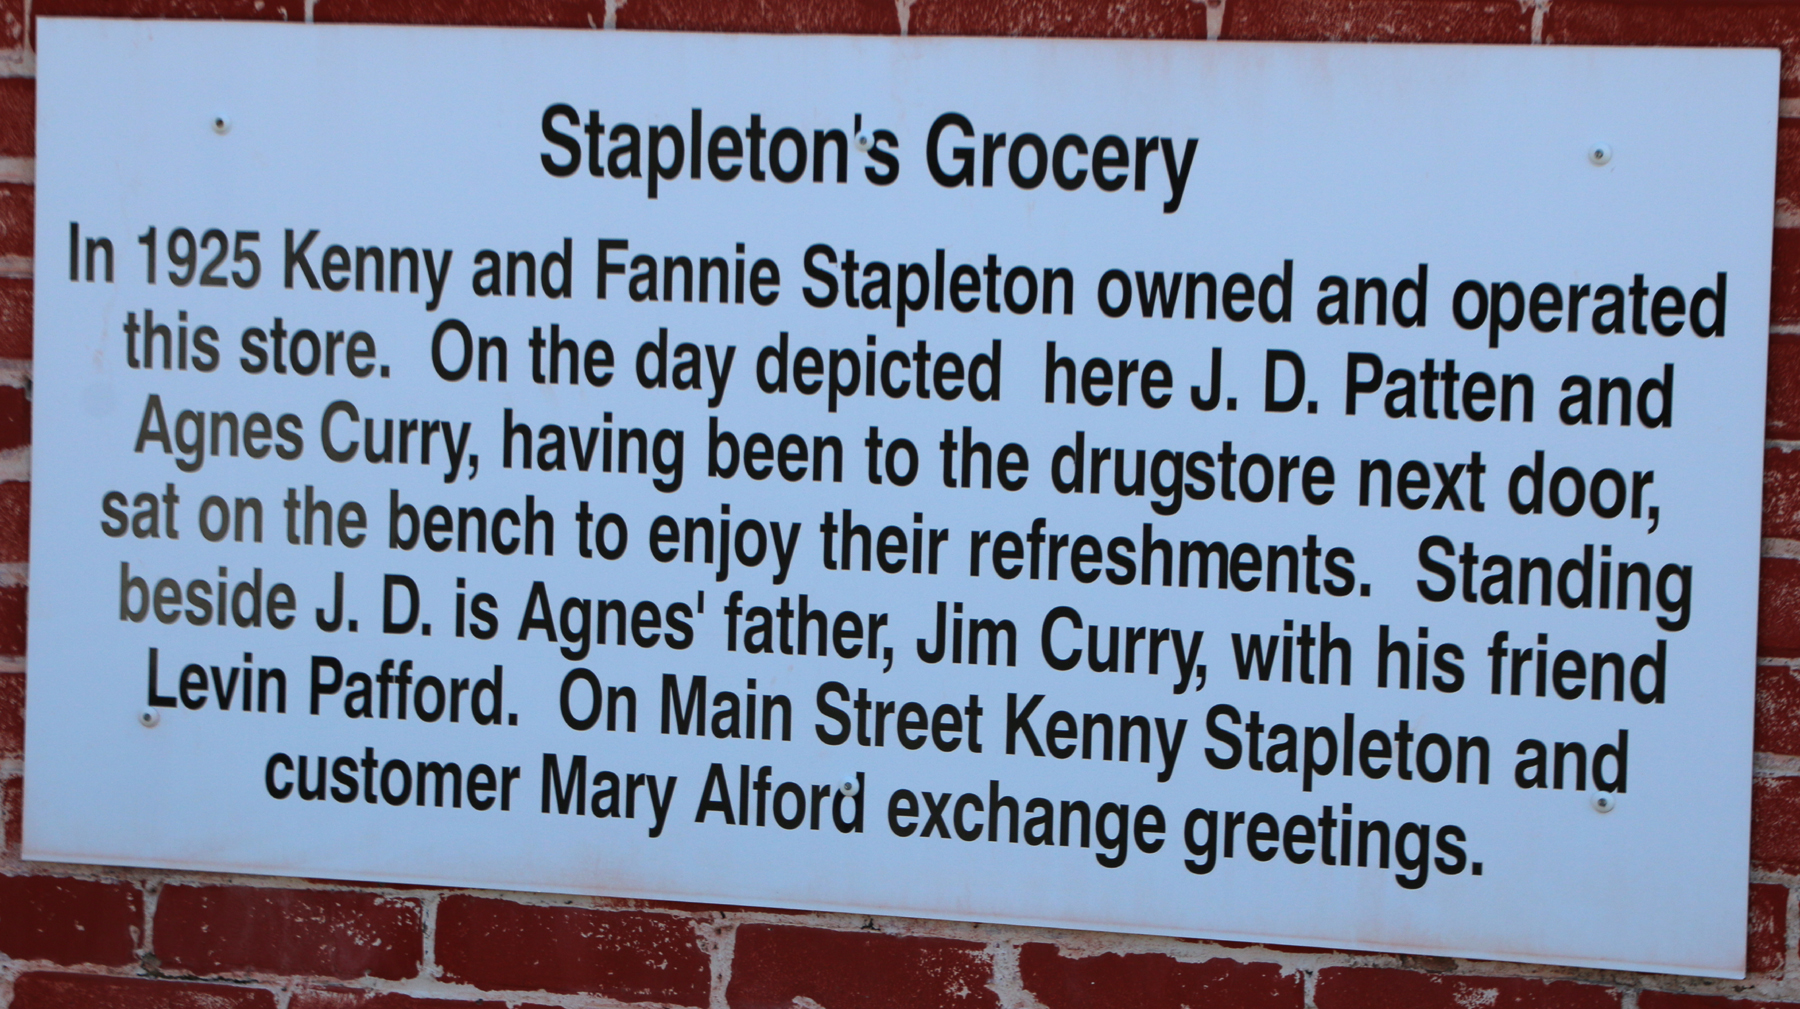 Stapleton's Grocery
In 1925 Kenny and Fannie Stapleton owned and operated
this store.  On the day depicted  here J. D. Patten and
Agnes Curry, having been to the drugstore next door,
sat on the bench to enjoy their refreshments.  Standing
beside J. D. is Agnes' father, Jim Curry, with his friend
Levin Pafford.  On Main Street Kenny Stapleton and
customer Mary Alford exchange greetings.